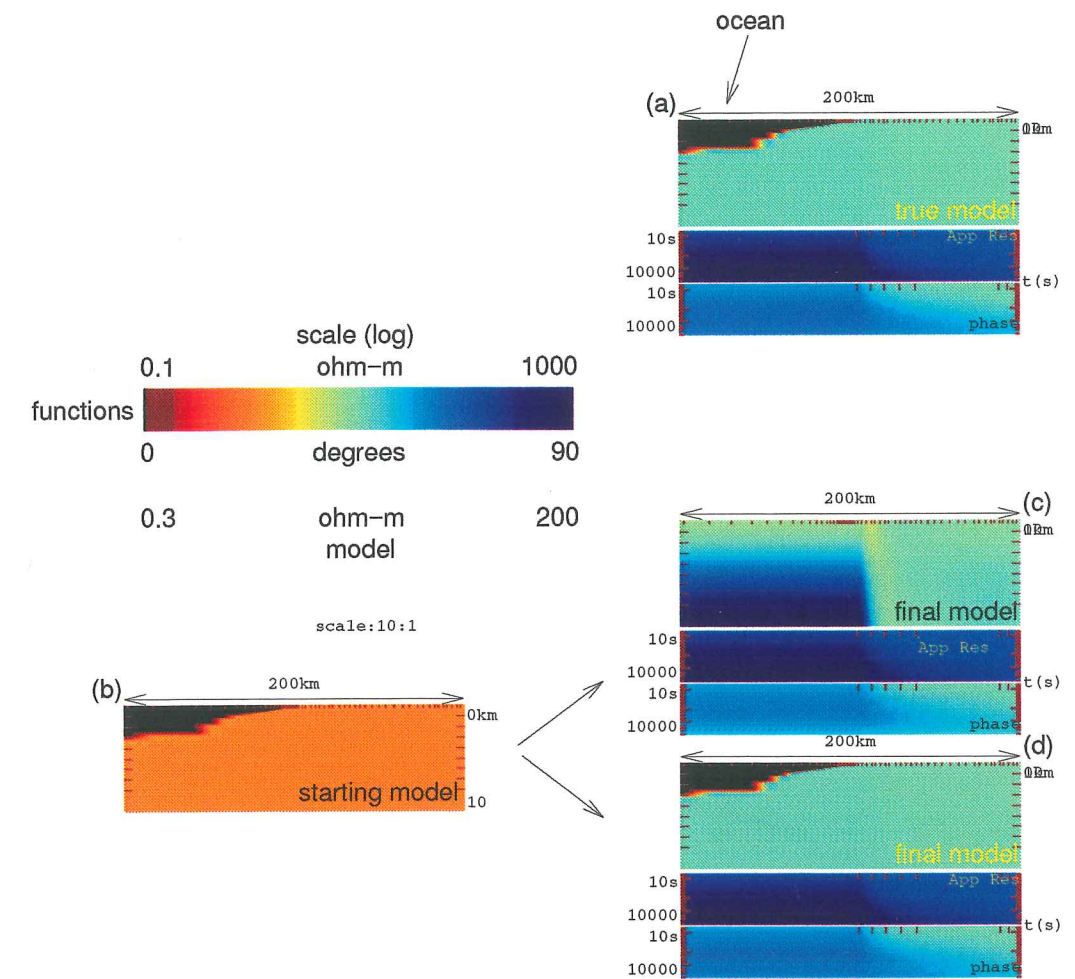 ocean
(a)
200km
true model
App Res
10s
10000
t(s)
10s
10000
phase
scale (log)
0.1 ohm-m 1000
functions
0 degrees 90
0.3 ohm-m 200
model
scale:10:1
(b)
200km
0km
starting model
10
(c)
200km
final model
10s
App Res
10000
t(s)
10s
10000
phase
(d)
200km
final model
10s
App Res
10000
t(s)
10s
10000
phase